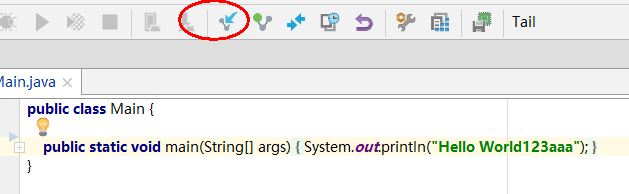 Tail
Main.java
public class Main {
public static void main(String[] args) { System.out.println("Hello World123aaa"); }
}